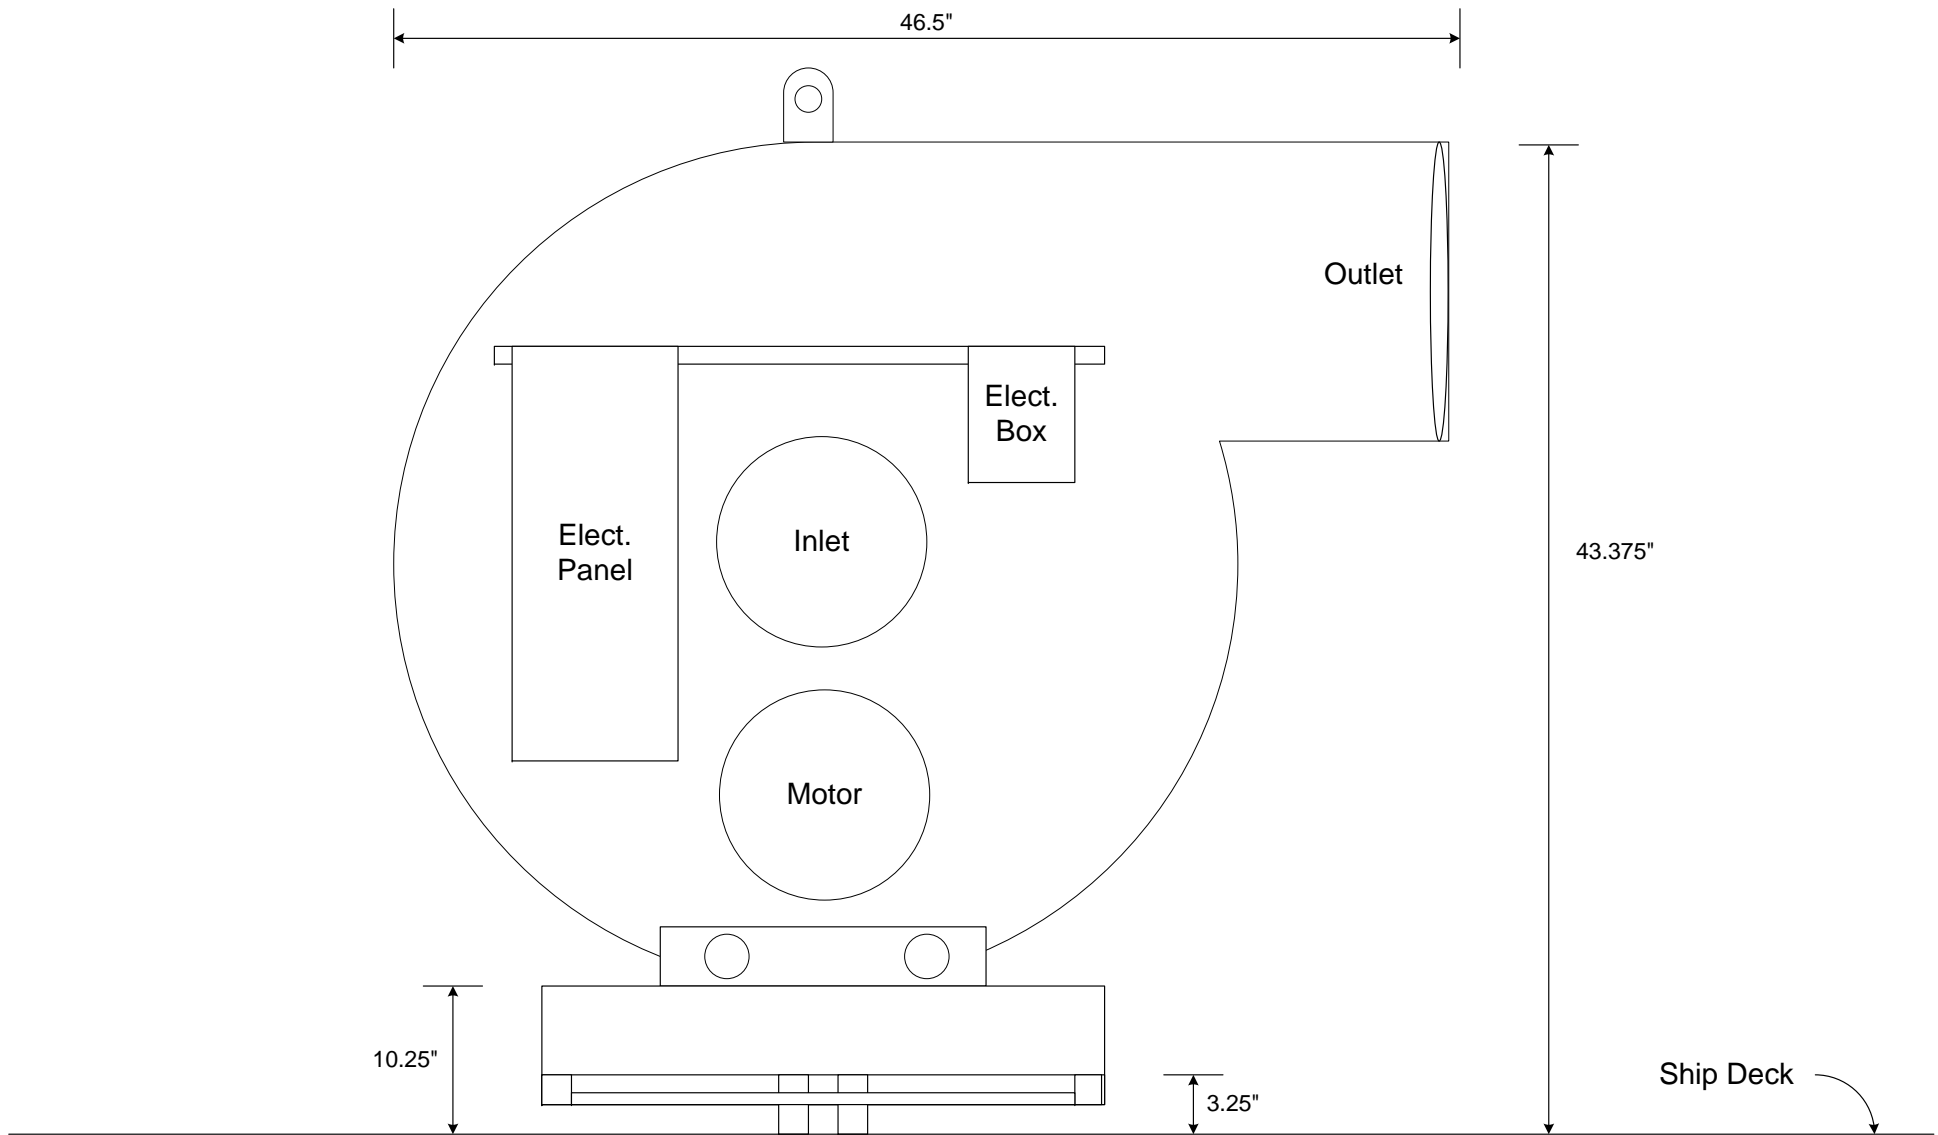 46.5"
Outlet
Elect.
Box
Elect.
Panel
Inlet
43.375"
Motor
10.25"
3.25"
Ship Deck